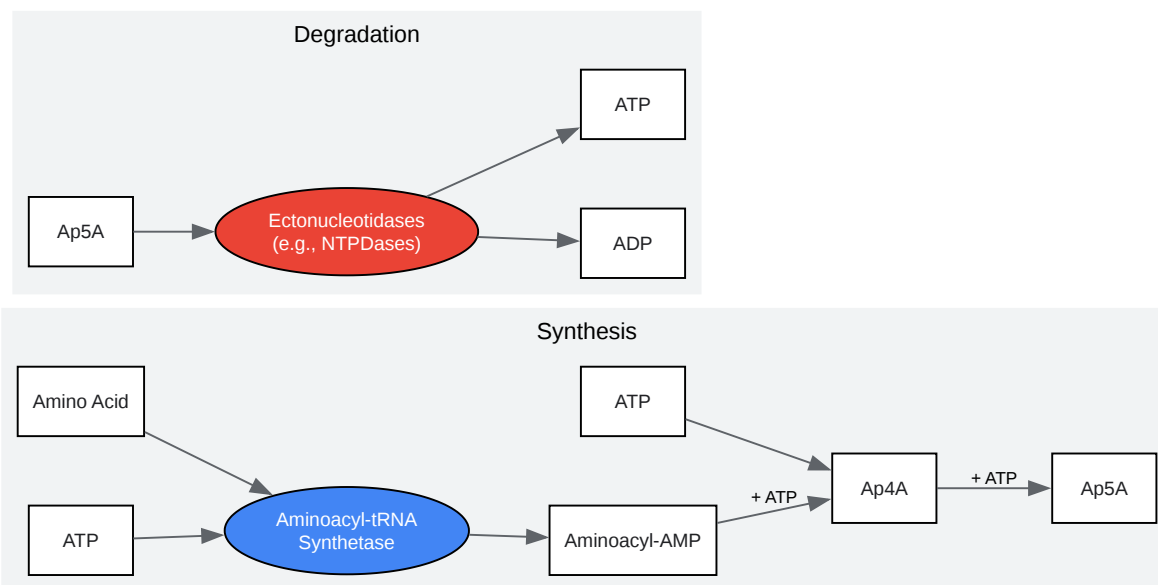 Degradation
ATP
Ap5A
Ectonucleotidases
(e.g., NTPDases)
ADP
Synthesis
Amino Acid
ATP
ATP
Aminoacyl-tRNA
Synthetase
Aminoacyl-AMP
+ ATP
Ap4A
+ ATP
Ap5A